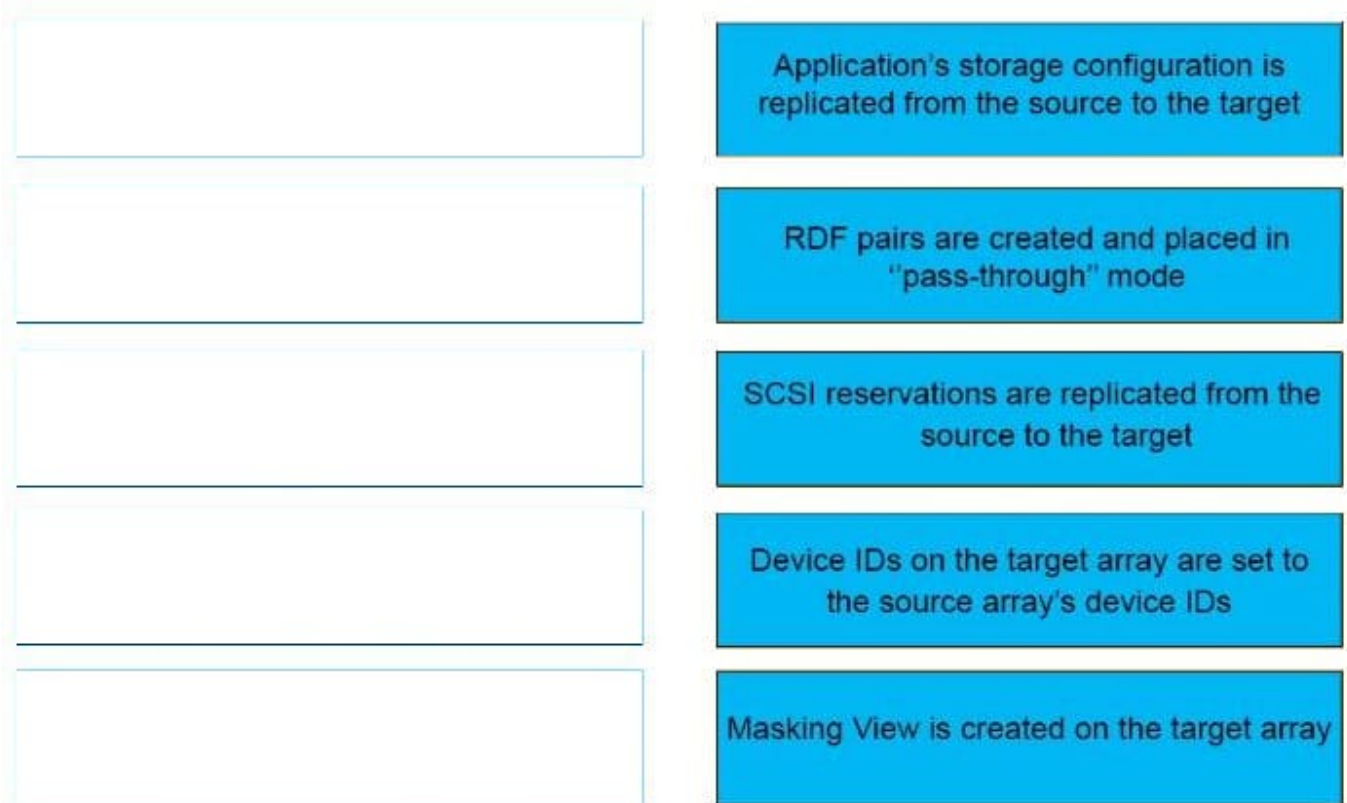 Application's storage configuration is
replicated from the source to the target
RDF pairs are created and placed in
"pass-through" mode
SCSI reservations are replicated from the
source to the target
Device IDs on the target array are set to
the source array's device IDs
Masking View is created on the target array